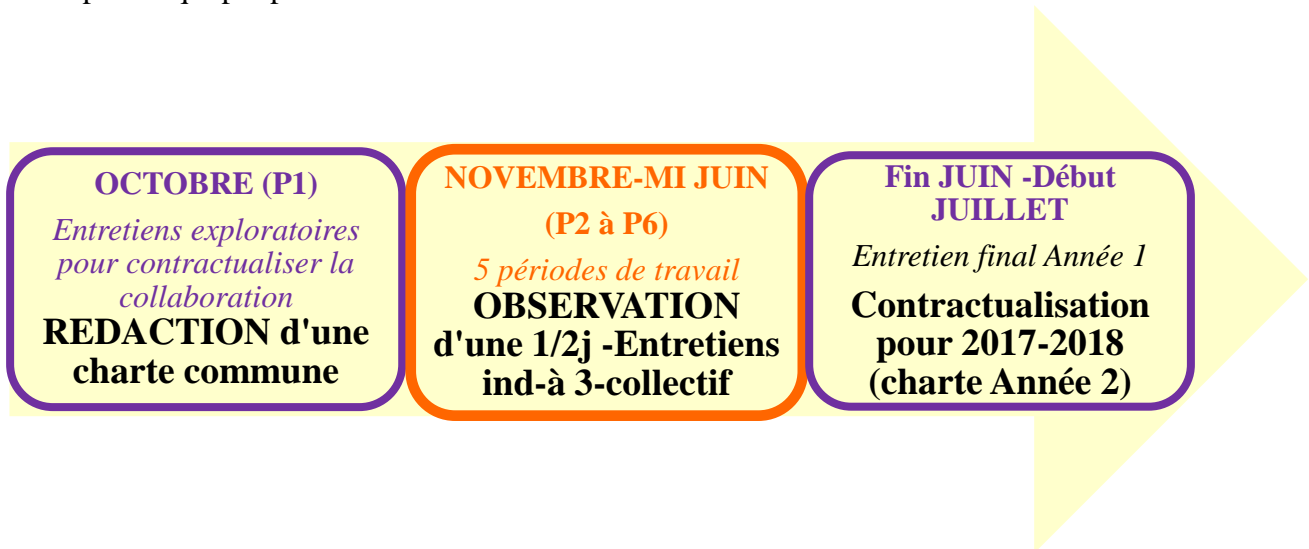 OCTOBRE (P1)
Entretiens exploratoires
pour contractualiser la
collaboration
REDACTION d'une
charte commune
NOVEMBRE-MI JUIN
(P2 à P6)
5 périodes de travail
OBSERVATION
d'une 1/2j -Entretiens
ind-à 3-collectif
Fin JUIN -Début
JUILLET
Entretien final Année 1
Contractualisation
pour 2017-2018
(charte Année 2)